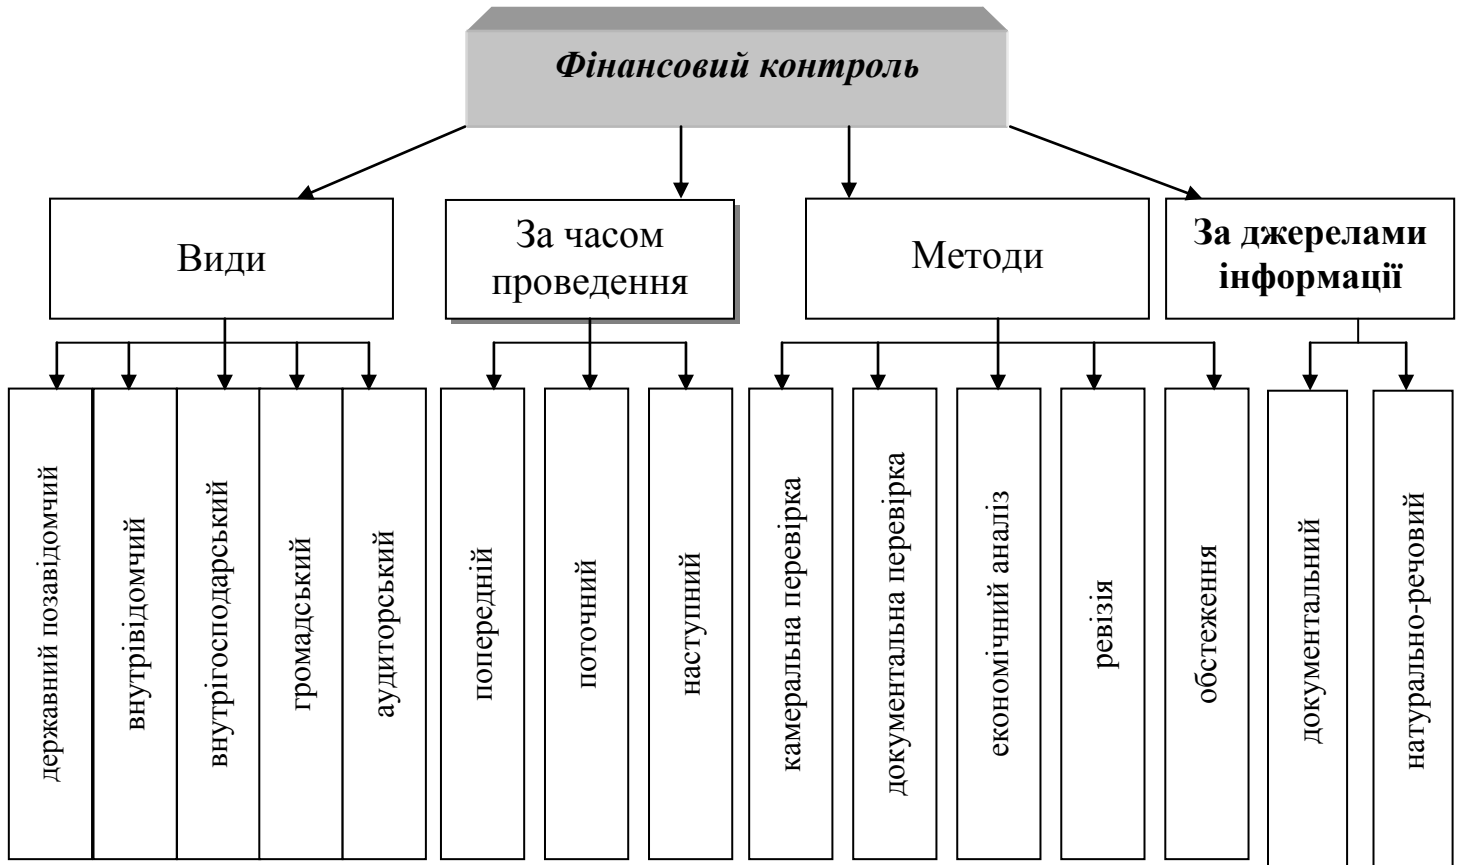 Фінансовий контроль
Види
За часом
проведення
Методи
За джерелами
інформації
державний позавідомчий
внутрівідомчий
внутрігосподарський
громадський
аудиторський
попередній
поточний
наступний
камеральна перевірка
документальна перевірка
економічний аналіз
ревізія
обстеження
документальний
натурально-речовий